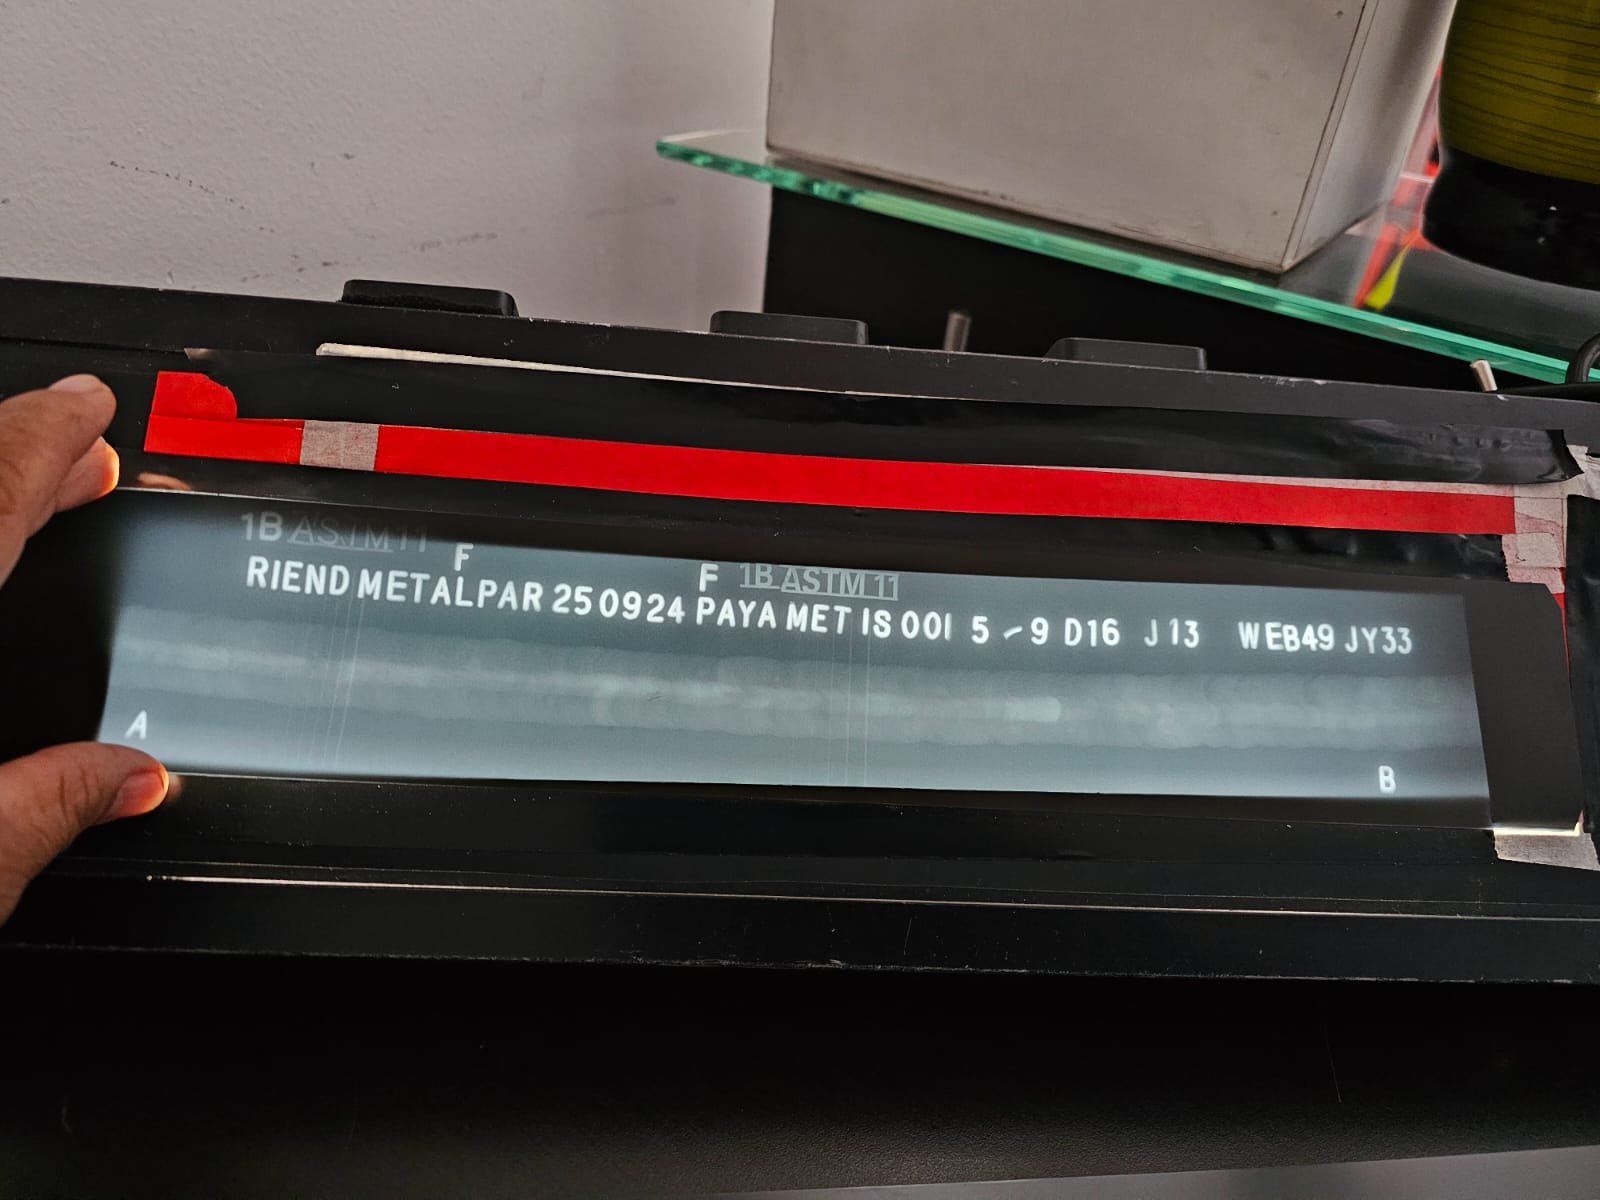 1B ASTM 11
F
F 1B ASTM 11
RIEND METALPAR 250924 PAYA MET IS 001 5-9 D16 J13 WEB49 JY33
A
B